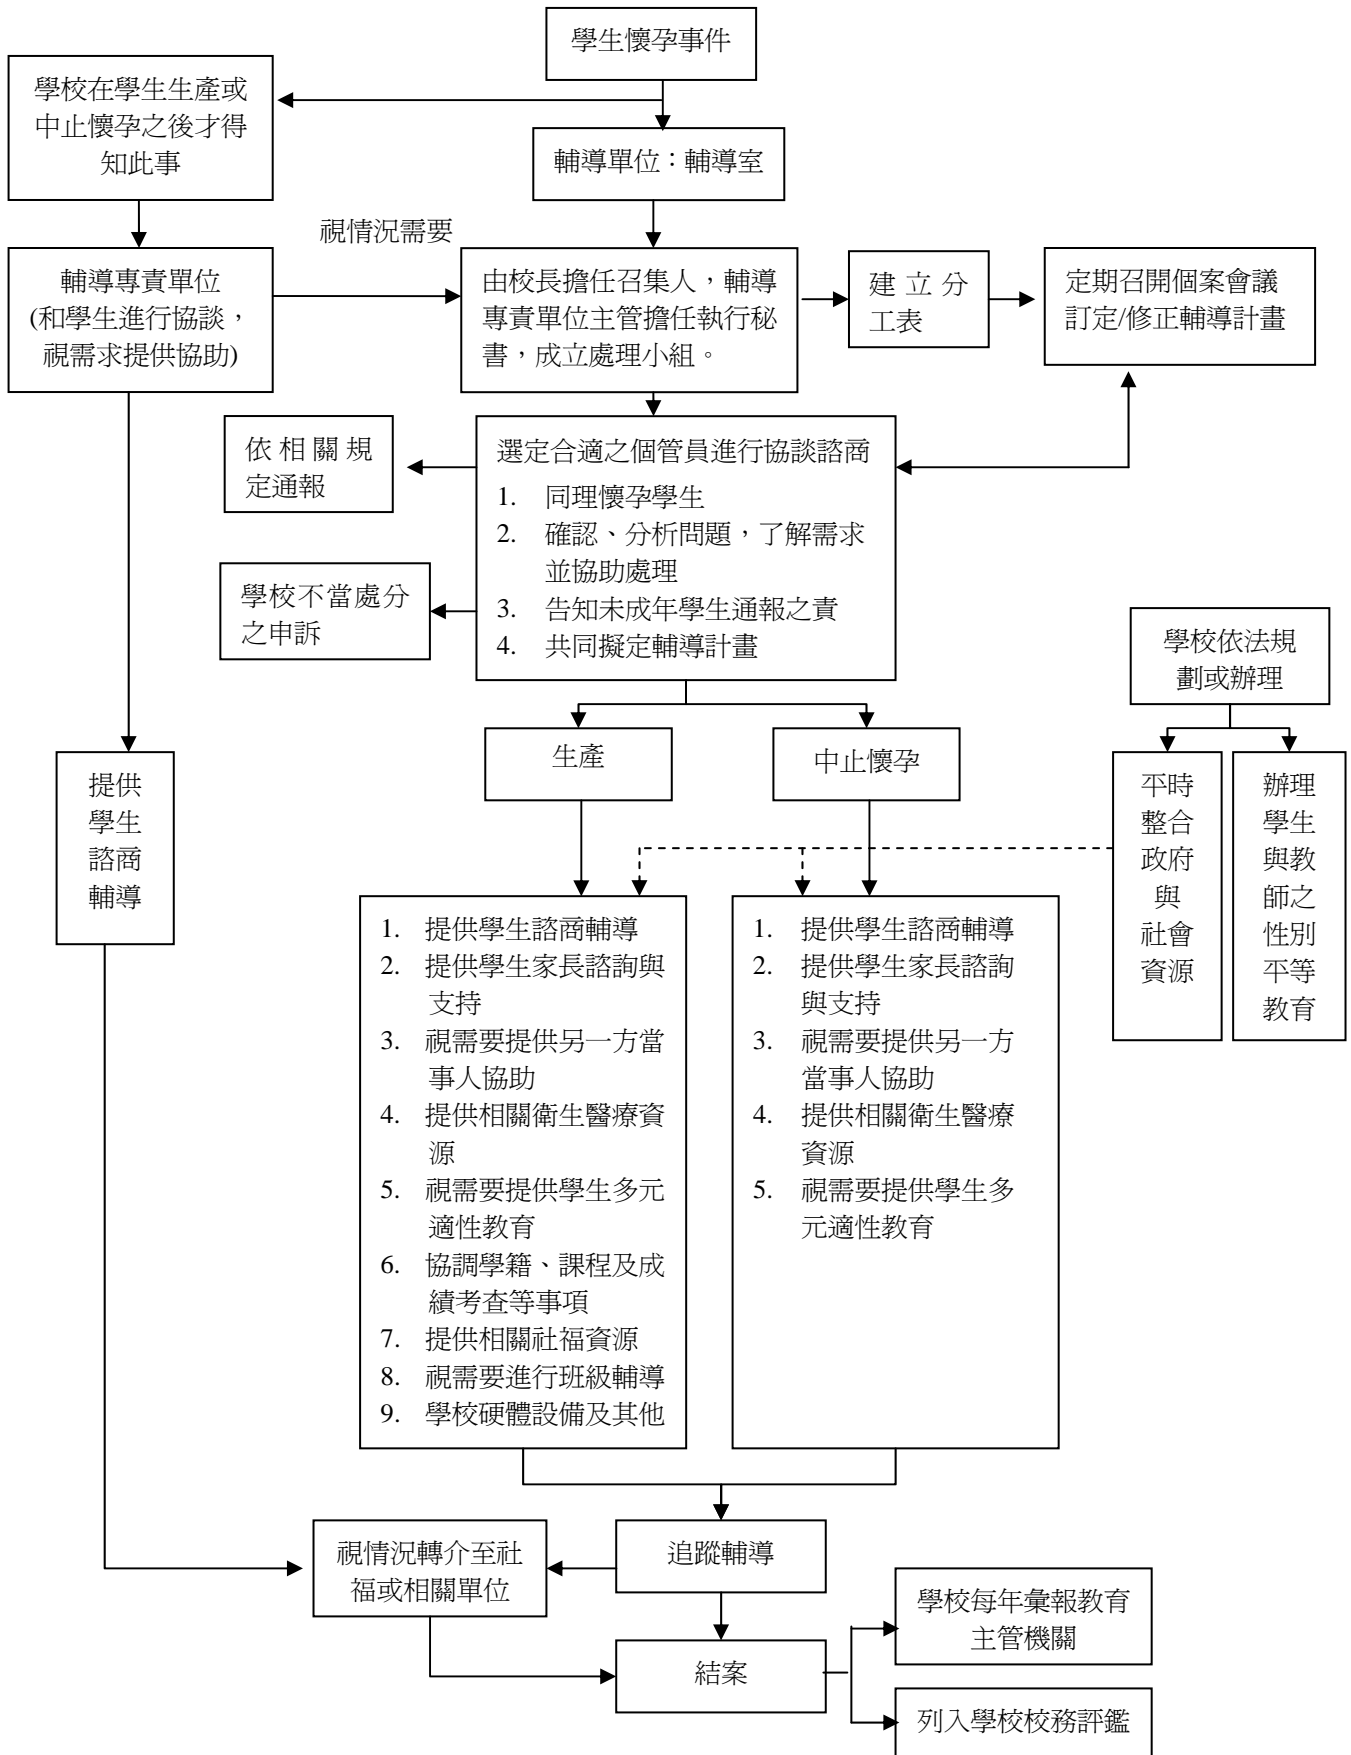 學生懷孕事件
學校在學生生產或
中止懷孕之後才得
知此事
輔導單位：輔導室
視情況需要
輔導專責單位
(和學生進行協談，
視需求提供協助)
由校長擔任召集人，輔導
專責單位主管擔任執行秘
書，成立處理小組。
建立分
工表
定期召開個案會議
訂定/修正輔導計畫
依相關規
定通報
選定合適之個管員進行協談諮商
1. 同理懷孕學生
2. 確認、分析問題，了解需求
並協助處理
3. 告知未成年學生通報之責
4. 共同擬定輔導計畫
學校不當處分
之申訴
學校依法規
劃或辦理
生產
中止懷孕
提供
學生
諮商
輔導
平時
整合
政府
與
社會
資源
辦理
學生
與教
師之
性別
平等
教育
1. 提供學生諮商輔導
2. 提供學生家長諮詢與
支持
3. 視需要提供另一方當
事人協助
4. 提供相關衛生醫療資
源
5. 視需要提供學生多元
適性教育
6. 協調學籍、課程及成
績考查等事項
7. 提供相關社福資源
8. 視需要進行班級輔導
9. 學校硬體設備及其他
1. 提供學生諮商輔導
2. 提供學生家長諮詢
與支持
3. 視需要提供另一方
當事人協助
4. 提供相關衛生醫療
資源
5. 視需要提供學生多
元適性教育
視情況轉介至社
福或相關單位
追蹤輔導
結案
學校每年彙報教育
主管機關
列入學校校務評鑑